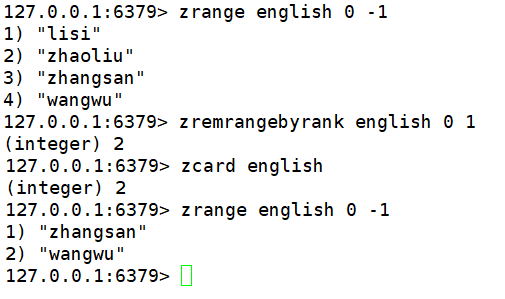 127.0.0.1:6379> zrange english 0 -1
1) "lisi"
2) "zhaoliu"
3) "zhangsan"
4) "wangwu"
127.0.0.1:6379> zremrangebyrank english 0 1
(integer) 2
127.0.0.1:6379> zcard english
(integer) 2
127.0.0.1:6379> zrange english 0 -1
1) "zhangsan"
2) "wangwu"
127.0.0.1:6379>